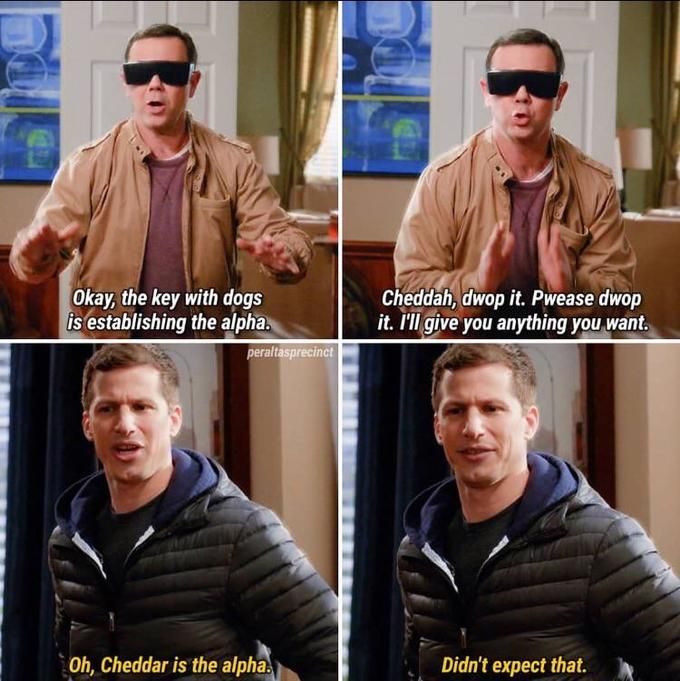 Okay, the key with dogs
is establishing the alpha.
Cheddah, dwop it. Pwease dwop
it. I'll give you anything you want.
peraltasprecinct
Oh, Cheddar is the alpha.
Didn't expect that.